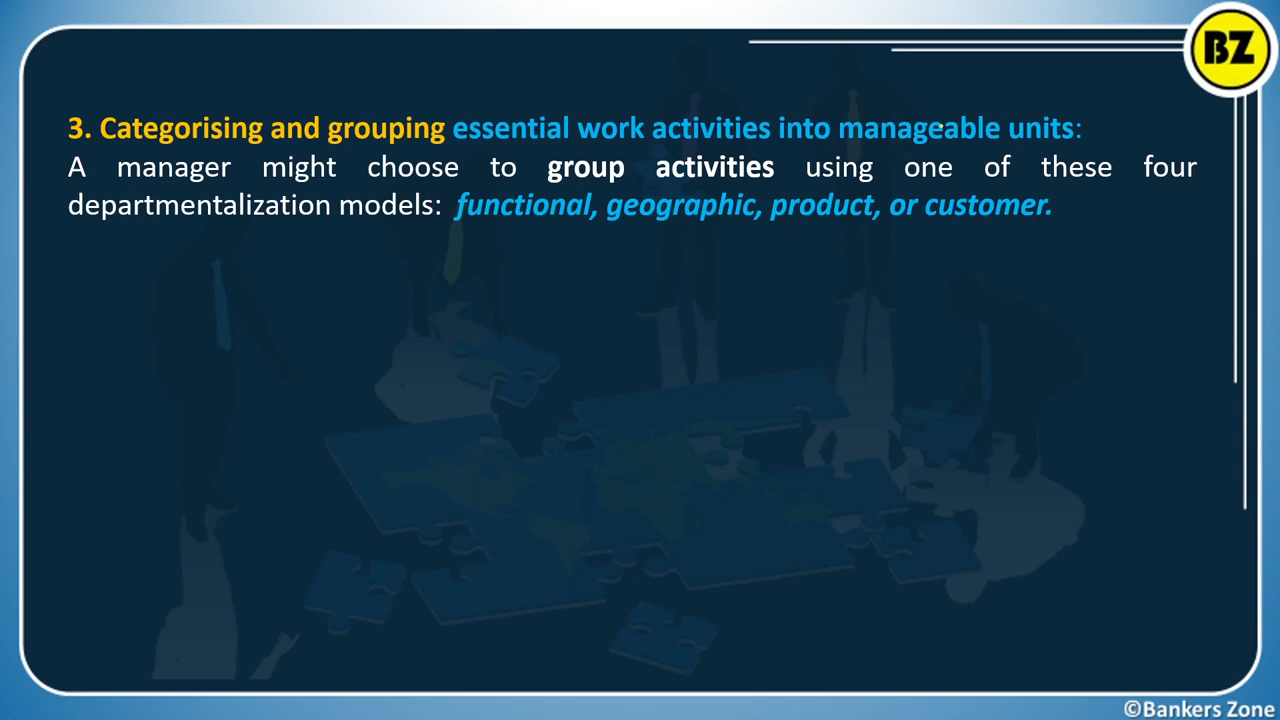 BZ
3. Categorising and grouping essential work activities into manageable units:
A manager might choose to group activities using one of these four
departmentalization models: functional, geographic, product, or customer.
©Bankers Zone